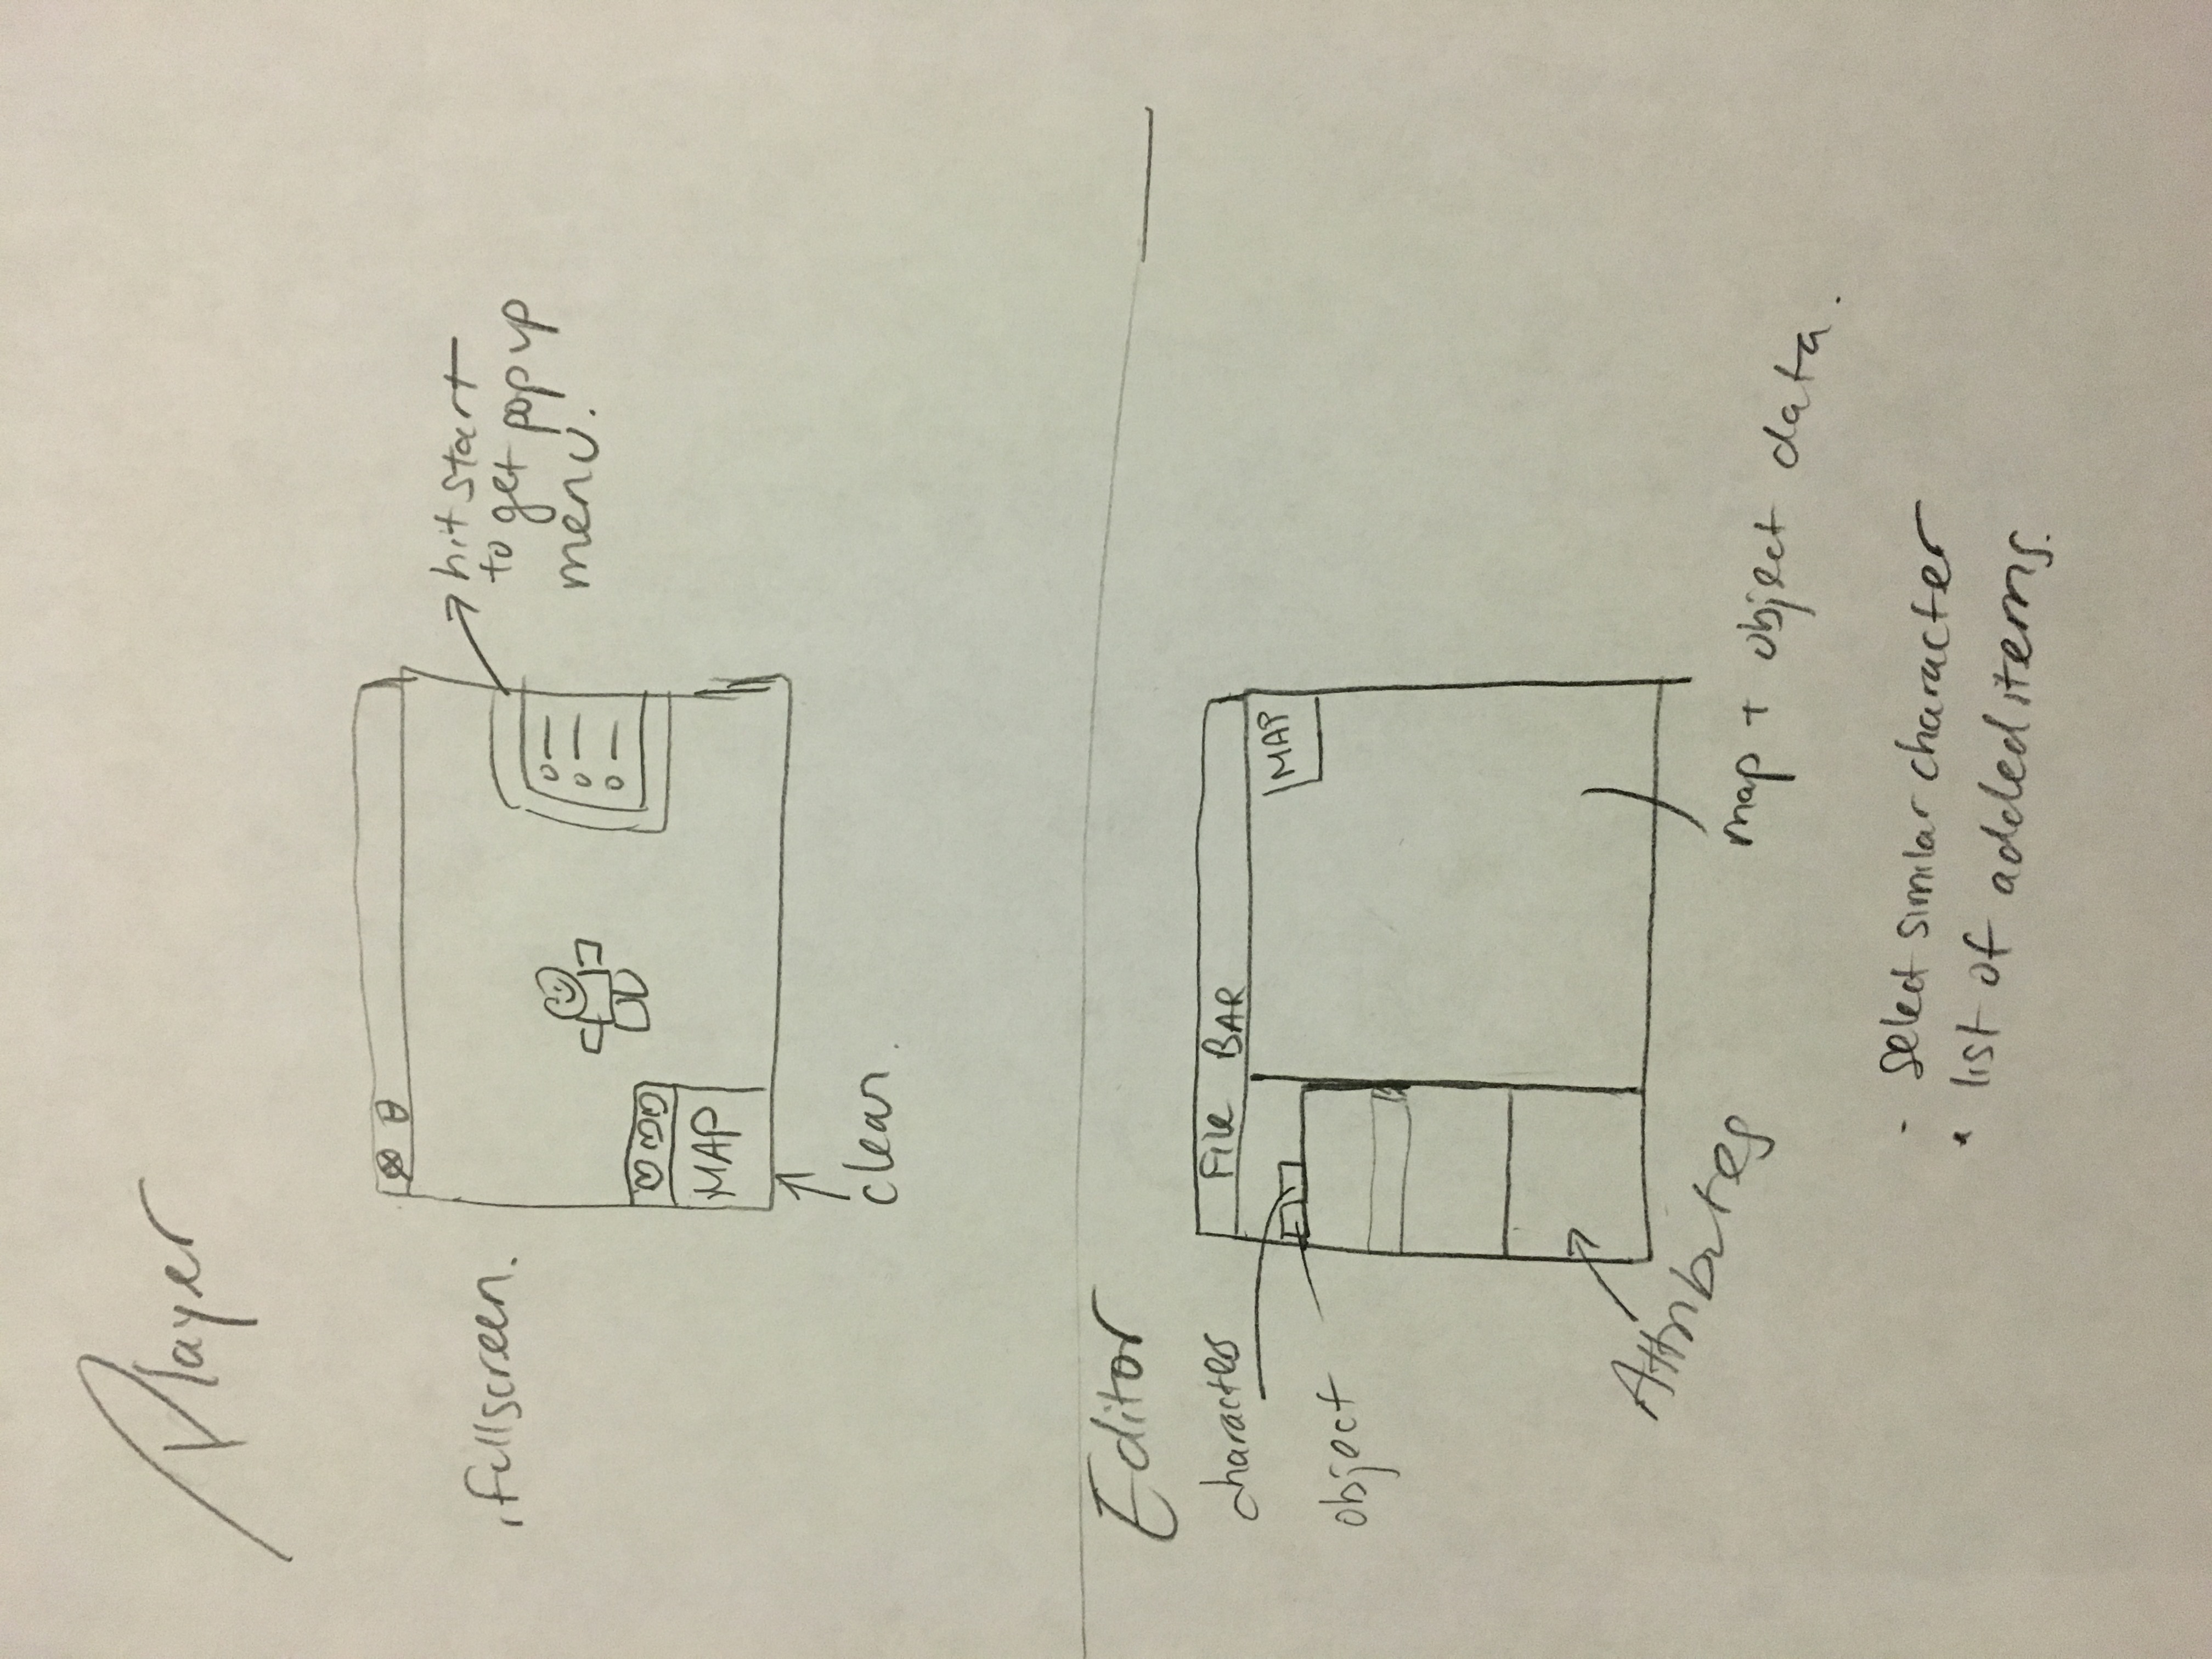 Player
fullscreen.
hit start
to get pop up
menu.
MAP
clear.
Editor
characters
object
File BAR
MAP
Attributes
map + object data.
- select similar character
• list of added items.